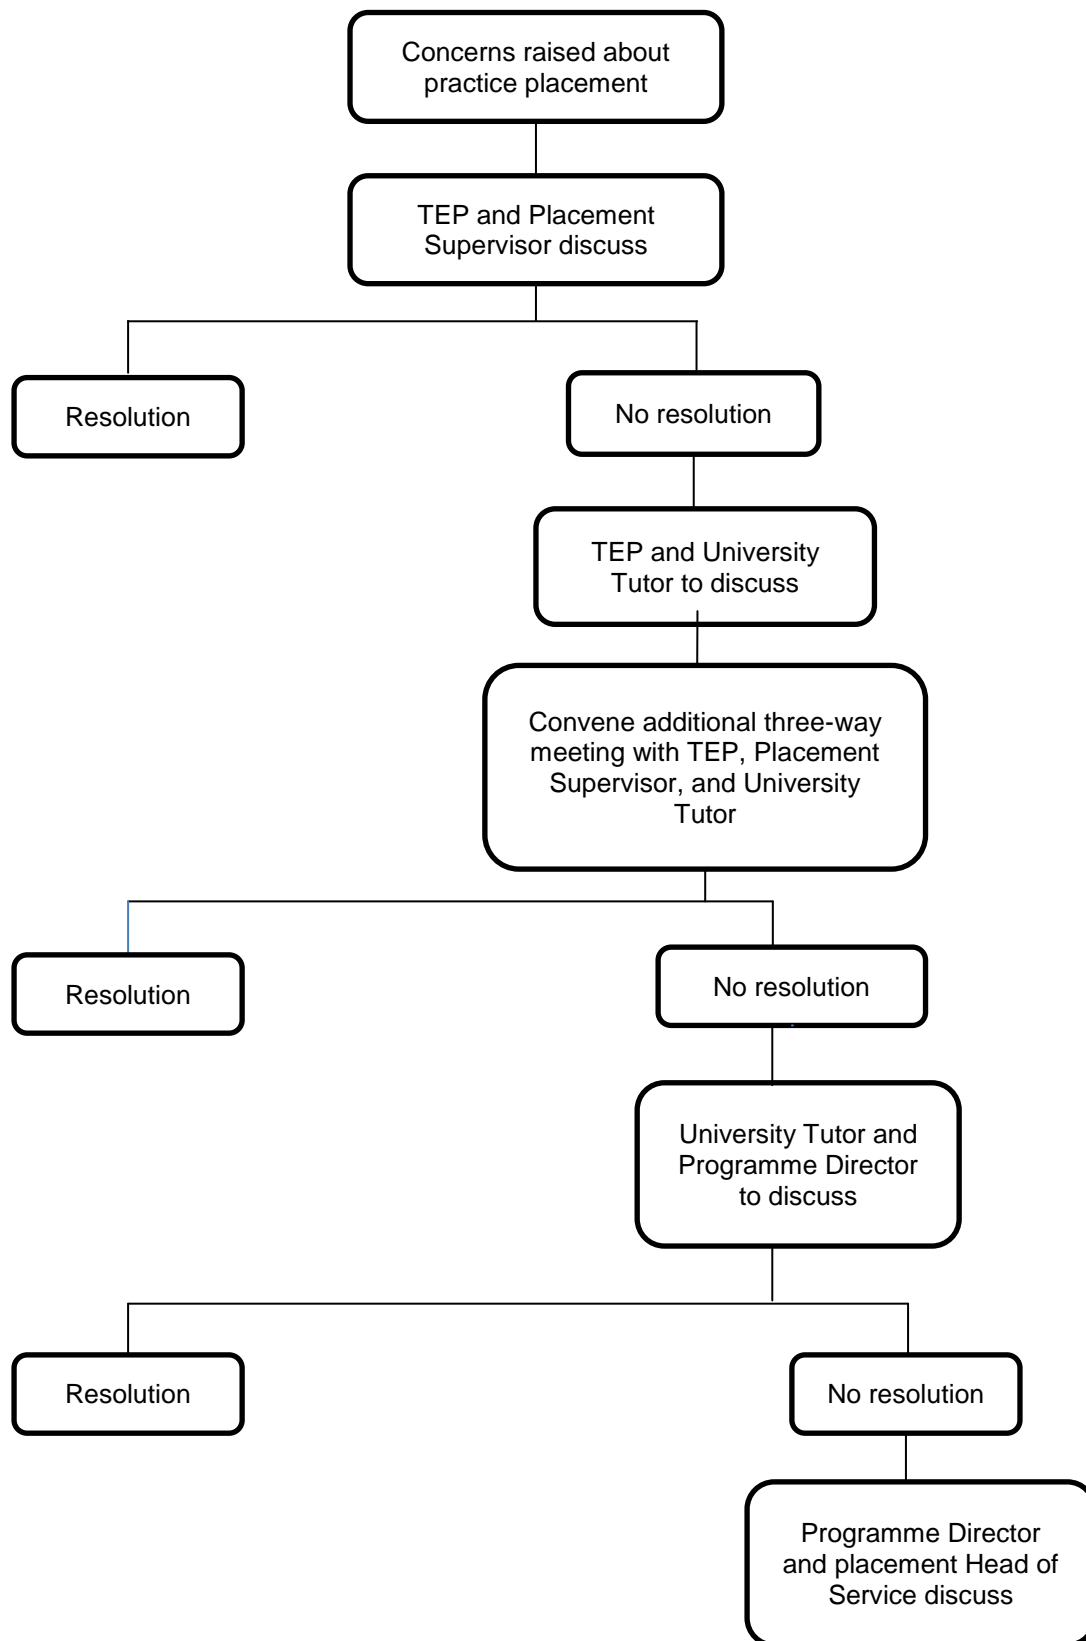 Concerns raised about
practice placement
TEP and Placement
Supervisor discuss
Resolution
No resolution
TEP and University
Tutor to discuss
Convene additional three-way
meeting with TEP, Placement
Supervisor, and University
Tutor
Resolution
No resolution
University Tutor and
Programme Director
to discuss
Resolution
No resolution
Programme Director
and placement Head of
Service discuss